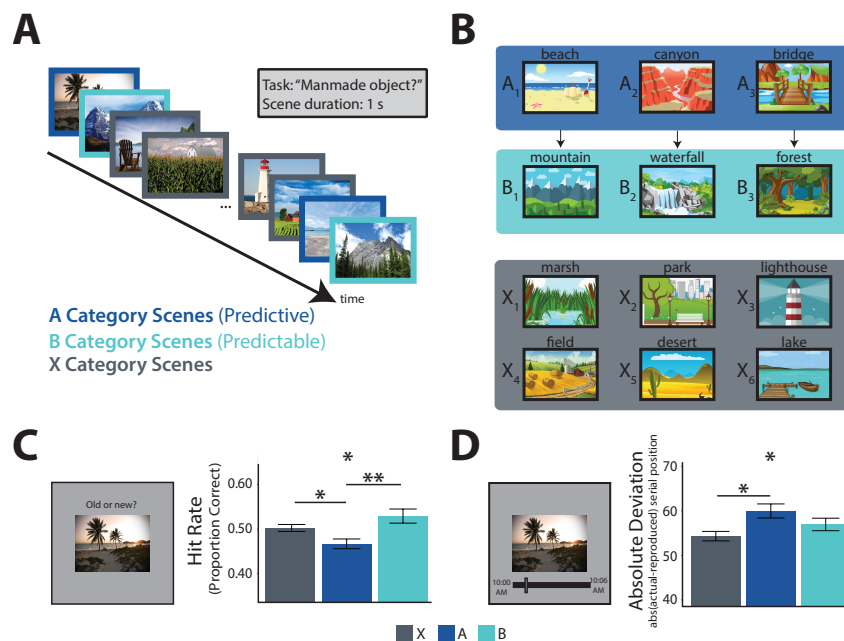 A
Task: “Manmade object?”
Scene duration: 1 s
...
time
A Category Scenes (Predictive)
B Category Scenes (Predictable)
X Category Scenes
B
beach
canyon
bridge
A1
A2
A3
mountain
waterfall
forest
B1
B2
B3
marsh
park
lighthouse
X1
X2
X3
field
desert
lake
X4
X5
X6
C
Old or new?
Hit Rate
(Proportion Correct)
0.60
0.50
0.40
*
*
**
D
10:00
AM
10:06
AM
Absolute Deviation
abs(actual-reproduced) serial position
70
60
50
40
*
*
X
A
B